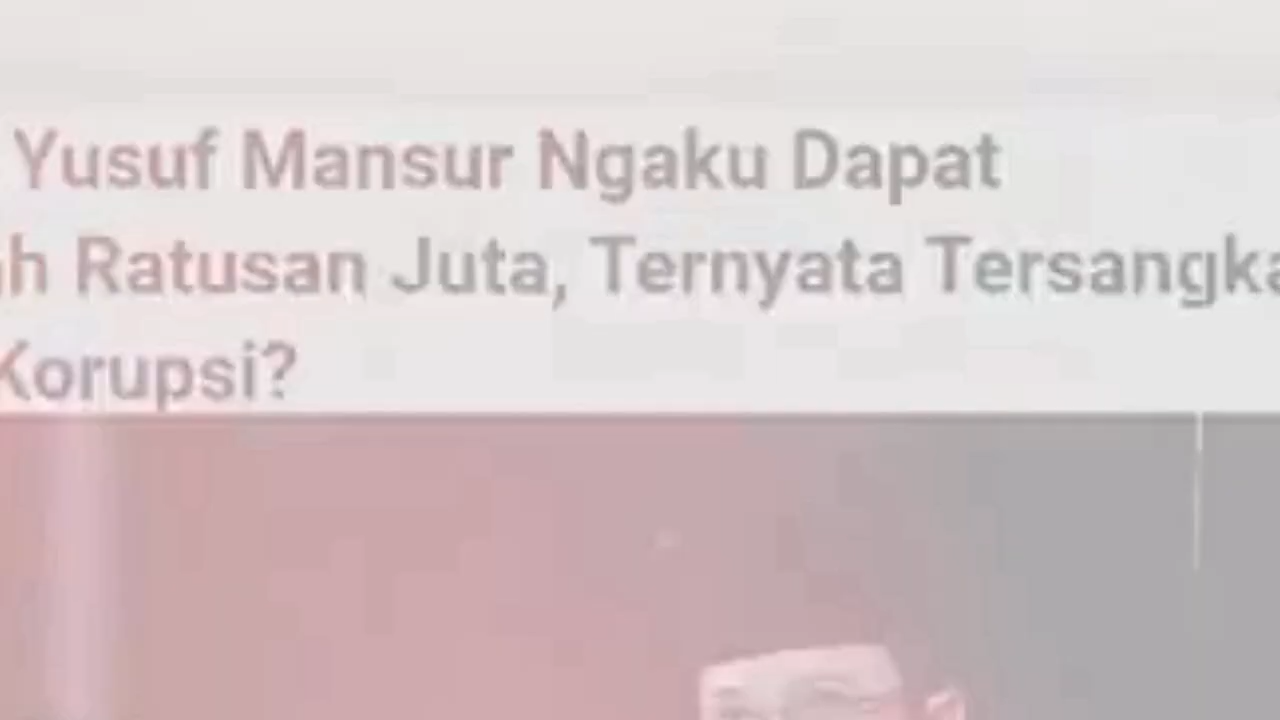 Yusuf Mansur Ngaku Dapat
h Ratusan Juta, Ternyata Tersangka
Korupsi?